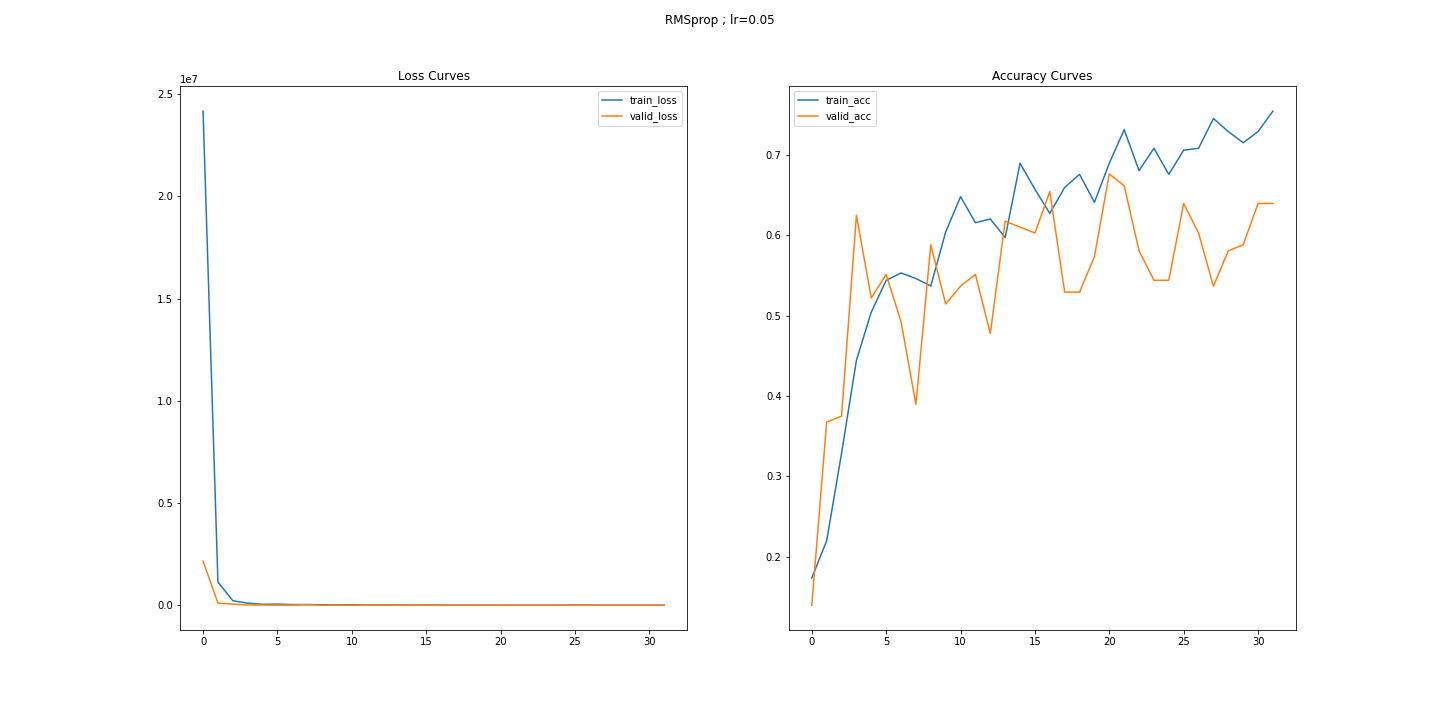 RMSprop ; lr=0.05
Loss Curves
1e7
2.5
2.0
1.5
1.0
0.5
0.0
0 5 10 15 20 25 30
train_loss
valid_loss
Accuracy Curves
train_acc
valid_acc
0.7
0.6
0.5
0.4
0.3
0.2
0 5 10 15 20 25 30